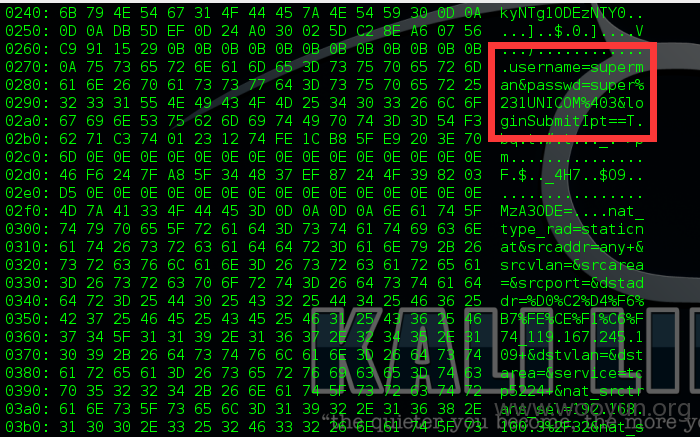 0240: 6B 79 4E 54 67 31 4F 44 45 7A 4E 54 59 30 0D 0A kyNTg1ODEzNTY0..
0250: 0D 0A DB 5D EF 0D 24 A0 30 02 5D C2 8E A6 07 56 ...]..$.0.]....V
0260: C9 91 15 29 0B 0B 0B 0B 0B 0B 0B 0B 0B 0B 0B 0B ...)............
0270: 0A 75 73 65 72 6E 61 6D 65 3D 73 75 70 65 72 6D .username=superm
0280: 61 6E 26 70 61 73 73 77 64 3D 73 75 70 65 72 25 an&passwd=super%
0290: 32 33 31 55 4E 49 43 4F 4D 25 34 30 33 26 6C 6F 231UNICOM%403&lo
02a0: 67 69 6E 53 75 62 6D 69 74 49 70 74 3D 3D 54 F3 ginSubmitIpt==T.
02b0: 62 71 C3 74 01 23 12 74 FE 1C B8 5F E9 20 3E 70 bq.t.#.t..._. >p
02c0: 6D 0E 0E 0E 0E 0E 0E 0E 0E 0E 0E 0E 0E 0E 0E 0E m...............
02d0: 46 F6 24 7F A8 5F 34 48 37 EF 87 24 4F 39 82 03 F.$.._4H7..$O9..
02e0: D5 0E 0E 0E 0E 0E 0E 0E 0E 0E 0E 0E 0E 0E 0E 0E ................
02f0: 4D 7A 41 33 4F 44 45 3D 0D 0A 0D 0A 6E 61 74 5F MzA3ODE=....nat_
0300: 74 79 70 65 5F 72 61 64 3D 73 74 61 74 69 63 6E type_rad=staticn
0310: 61 74 26 73 72 63 61 64 64 72 3D 61 6E 79 2B 26 at&srcaddr=any+&
0320: 73 72 63 76 6C 61 6E 3D 26 73 72 63 61 72 65 61 srcvlan=&srcarea
0330: 3D 26 73 72 63 70 6F 72 74 3D 26 64 73 74 61 64 =&srcport=&dstad
0340: 64 72 3D 25 44 30 25 43 32 25 44 34 25 46 36 25 dr=%D0%C2%D4%F6%
0350: 42 37 25 46 45 25 43 45 25 46 31 25 43 36 25 46 B7%FE%CE%F1%C6%F
0360: 37 34 5F 31 31 39 2E 31 36 37 2E 32 34 35 2E 31 74_119.167.245.1
0370: 30 39 2B 26 64 73 74 76 6C 61 6E 3D 26 64 73 74 09+&dstvlan=&dst
0380: 61 72 65 61 3D 26 73 65 72 76 69 63 65 3D 74 63 area=&service=tc
0390: 70 35 32 32 34 2B 26 6E 61 74 5F 73 72 63 74 72 p5224+&nat_srctr
03a0: 61 6E 73 5F 73 65 6C 3D 31 39 32 2E 31 36 38 2E ans_sel=192.168.
03b0: 31 30 30 2E 33 25 32 46 33 32 26 6E 61 74 5F 73 100.3%2F32&nat_s
KALI LI
"the quieter you become, the more y